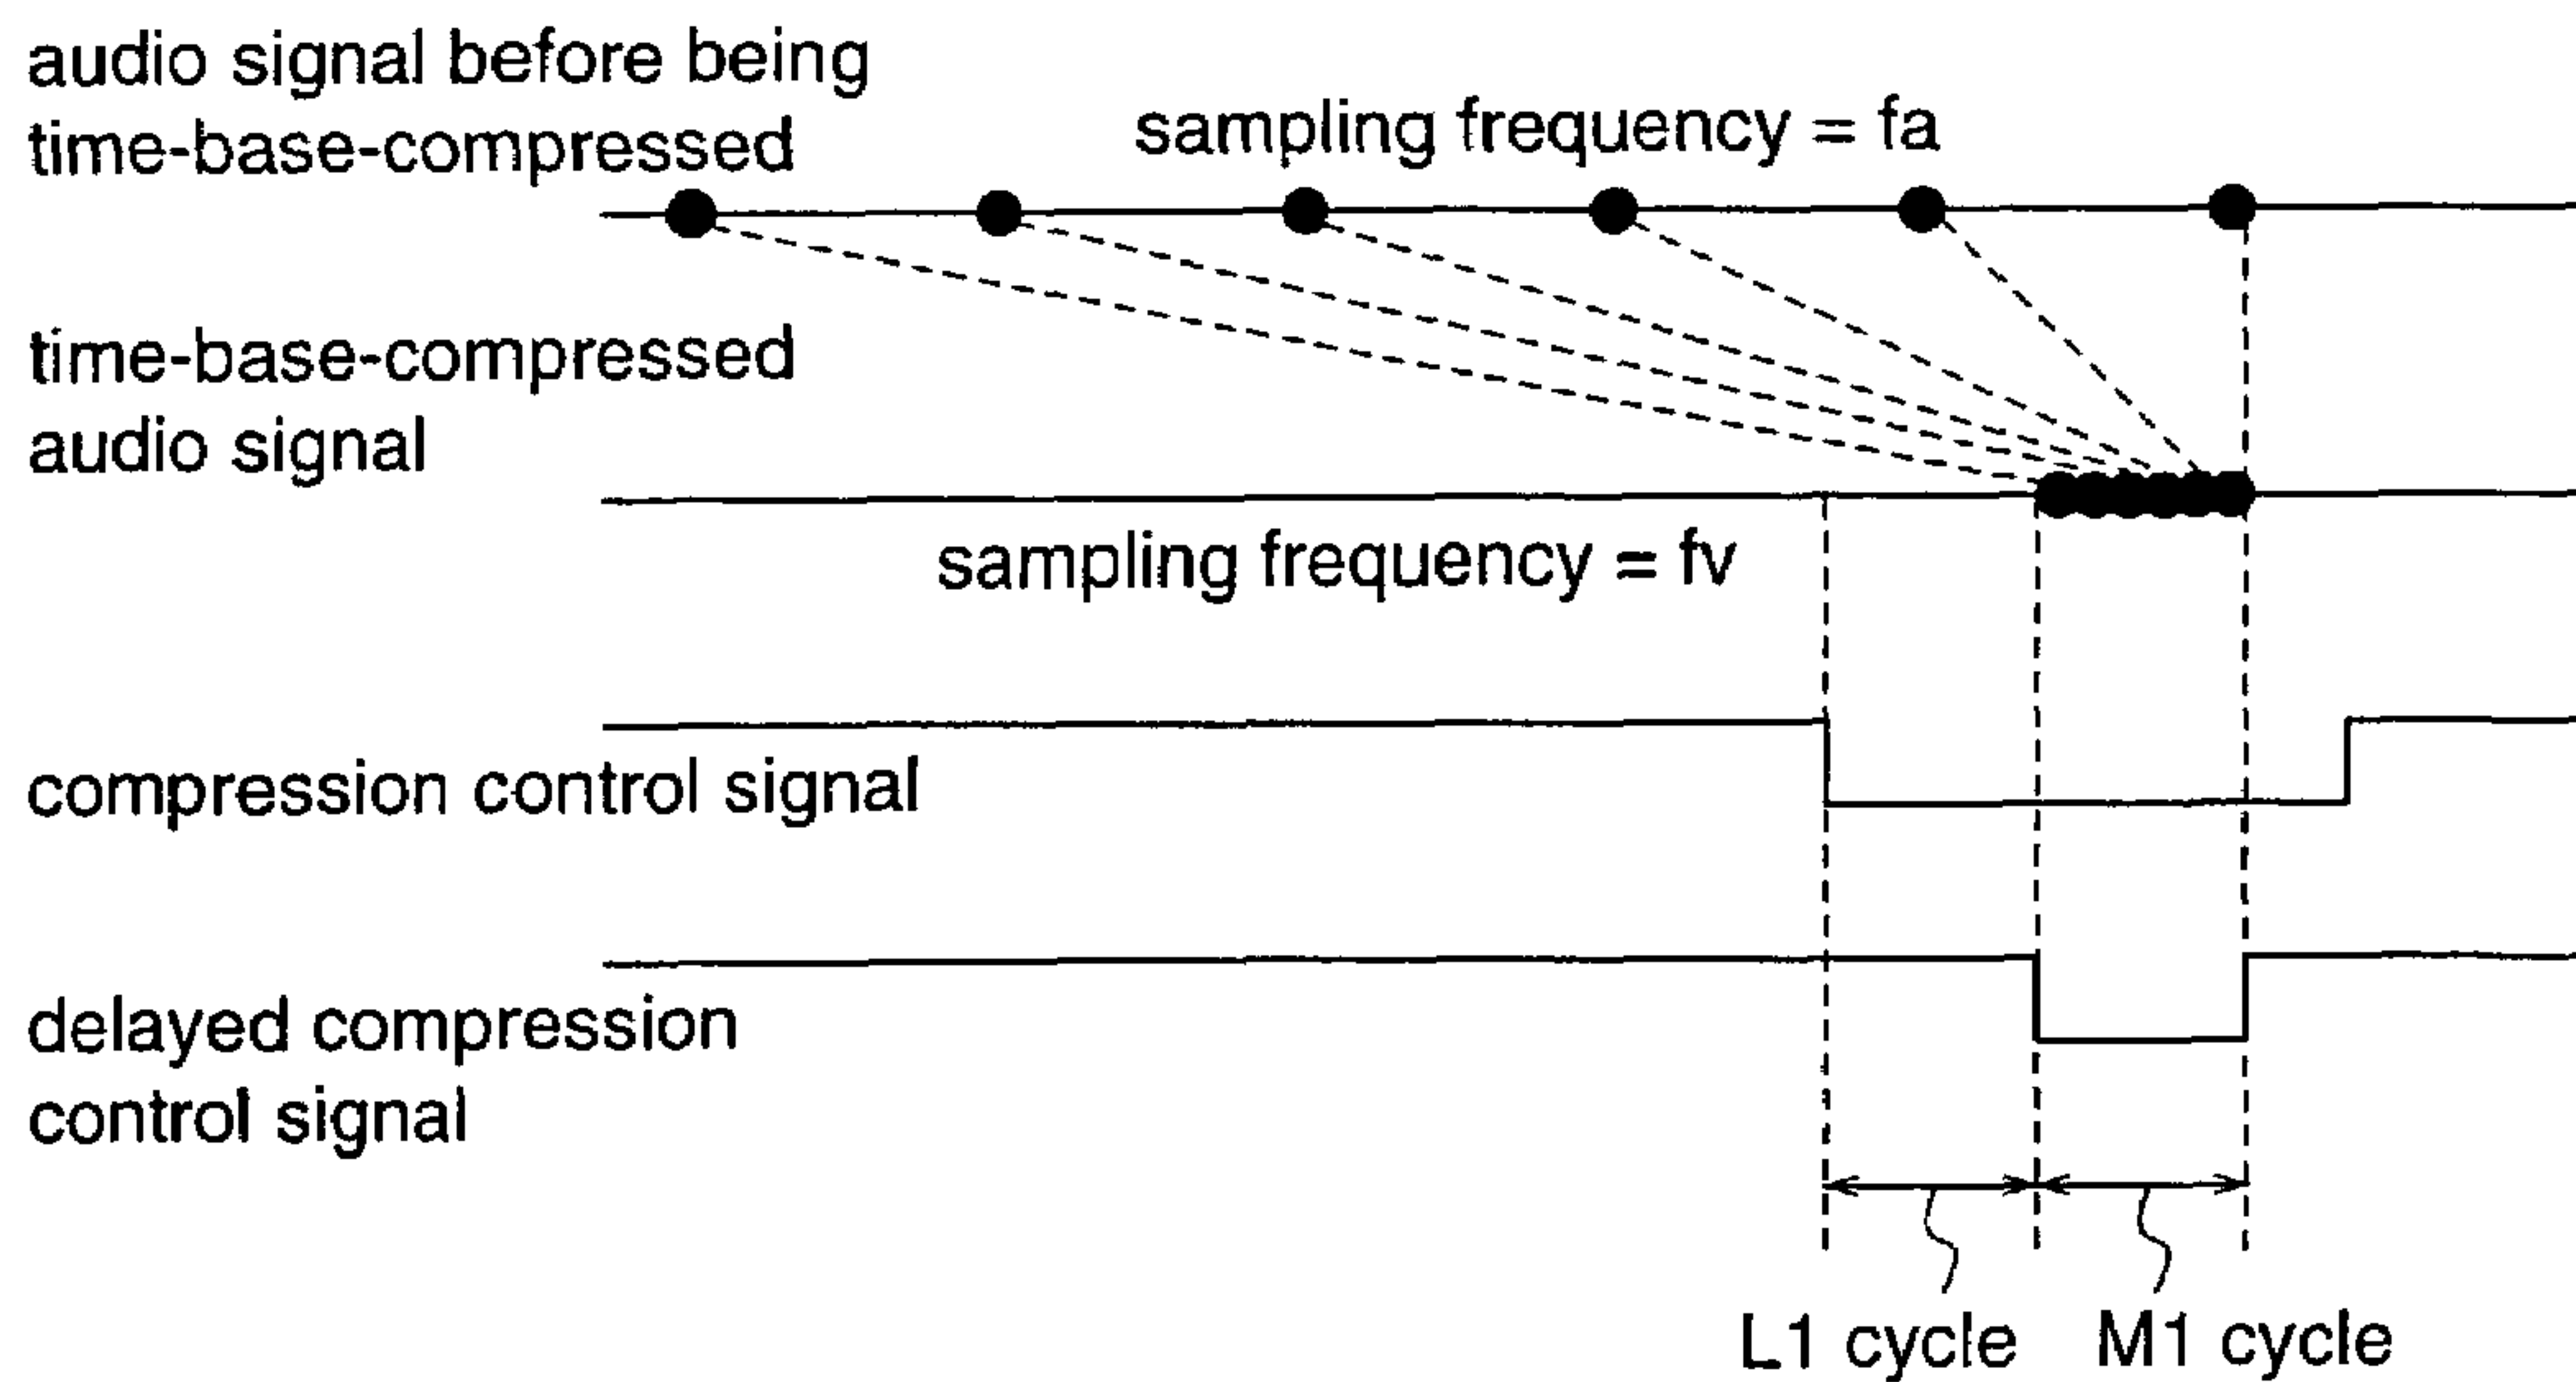 audio signal before being
time-base-compressed
sampling frequency = fa
time-base-compressed
audio signal
sampling frequency = fv
compression control signal
delayed compression
control signal
L1 cycle
M1 cycle